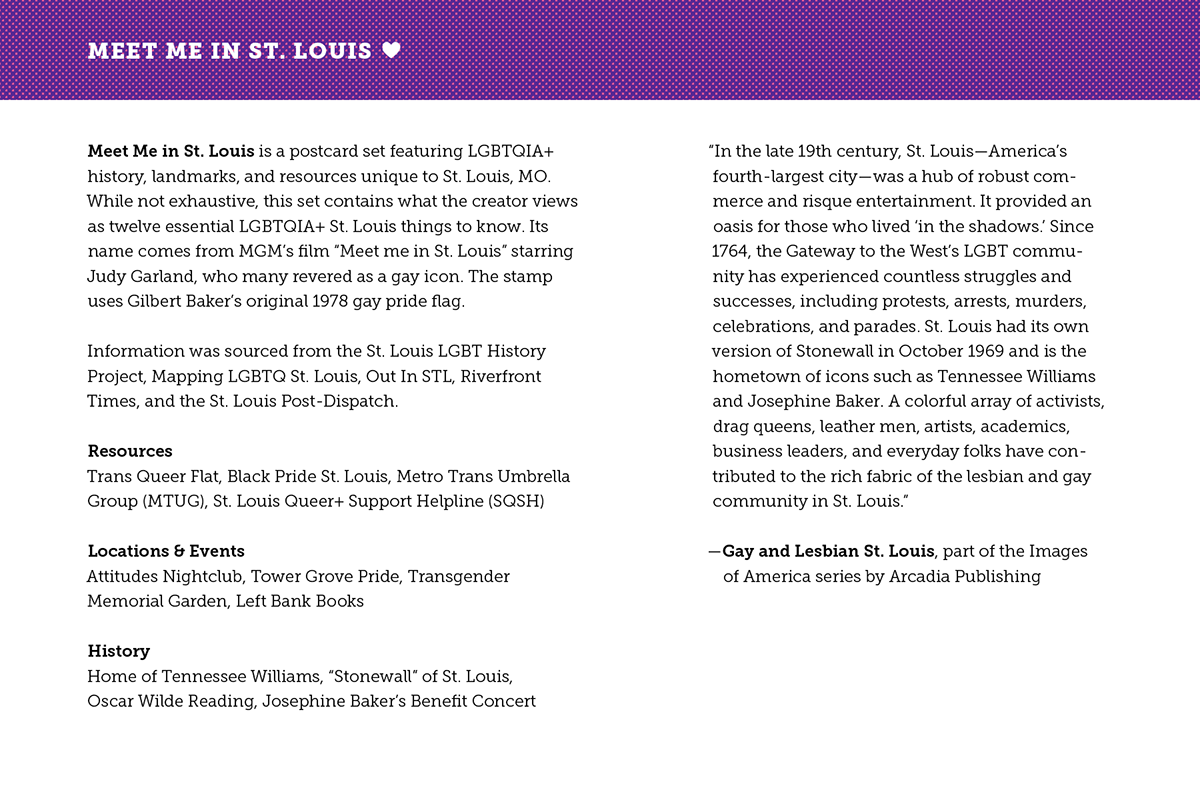 MEET ME IN ST. LOUIS ♥
Meet Me in St. Louis is a postcard set featuring LGBTQIA+
history, landmarks, and resources unique to St. Louis, MO.
While not exhaustive, this set contains what the creator views
as twelve essential LGBTQIA+ St. Louis things to know. Its
name comes from MGM’s film “Meet me in St. Louis” starring
Judy Garland, who many revered as a gay icon. The stamp
uses Gilbert Baker’s original 1978 gay pride flag.
Information was sourced from the St. Louis LGBT History
Project, Mapping LGBTQ St. Louis, Out In STL, Riverfront
Times, and the St. Louis Post-Dispatch.
Resources
Trans Queer Flat, Black Pride St. Louis, Metro Trans Umbrella
Group (MTUG), St. Louis Queer+ Support Helpline (SQSH)
Locations & Events
Attitudes Nightclub, Tower Grove Pride, Transgender
Memorial Garden, Left Bank Books
History
Home of Tennessee Williams, “Stonewall” of St. Louis,
Oscar Wilde Reading, Josephine Baker’s Benefit Concert
“In the late 19th century, St. Louis—America’s
fourth-largest city—was a hub of robust com-
merce and risque entertainment. It provided an
oasis for those who lived ‘in the shadows.’ Since
1764, the Gateway to the West’s LGBT commu-
nity has experienced countless struggles and
successes, including protests, arrests, murders,
celebrations, and parades. St. Louis had its own
version of Stonewall in October 1969 and is the
hometown of icons such as Tennessee Williams
and Josephine Baker. A colorful array of activists,
drag queens, leather men, artists, academics,
business leaders, and everyday folks have con-
tributed to the rich fabric of the lesbian and gay
community in St. Louis.”
—Gay and Lesbian St. Louis, part of the Images
of America series by Arcadia Publishing